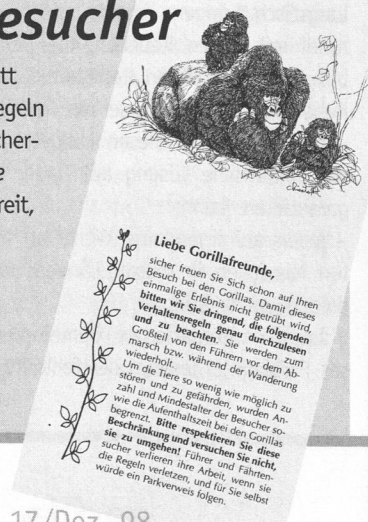 esucher
tt
egeln
cher-
e
reit,
Liebe Gorillafreunde,
sicher freuen Sie Sich schon auf Ihren
Besuch bei den Gorillas. Damit dieses
einmalige Erlebnis nicht getrübt wird,
bitten wir Sie dringend, die folgenden
Verhaltensregeln genau durchzulesen
und zu beachten. Sie werden zum
Großteil von den Führern vor dem Ab-
marsch bzw. während der Wanderung
wiederholt.
Um die Tiere so wenig wie möglich zu
stören und zu gefährden, wurden An-
zahl und Mindestalter der Besucher so-
wie die Aufenthaltszeit bei den Gorillas
begrenzt. Bitte respektieren Sie diese
Beschränkung und versuchen Sie nicht,
sie zu umgehen! Führer und Fährten-
sucher verlieren ihre Arbeit, wenn sie
die Regeln verletzen, und für Sie selbst
würde ein Parkverweis folgen.
17/Dez. 98